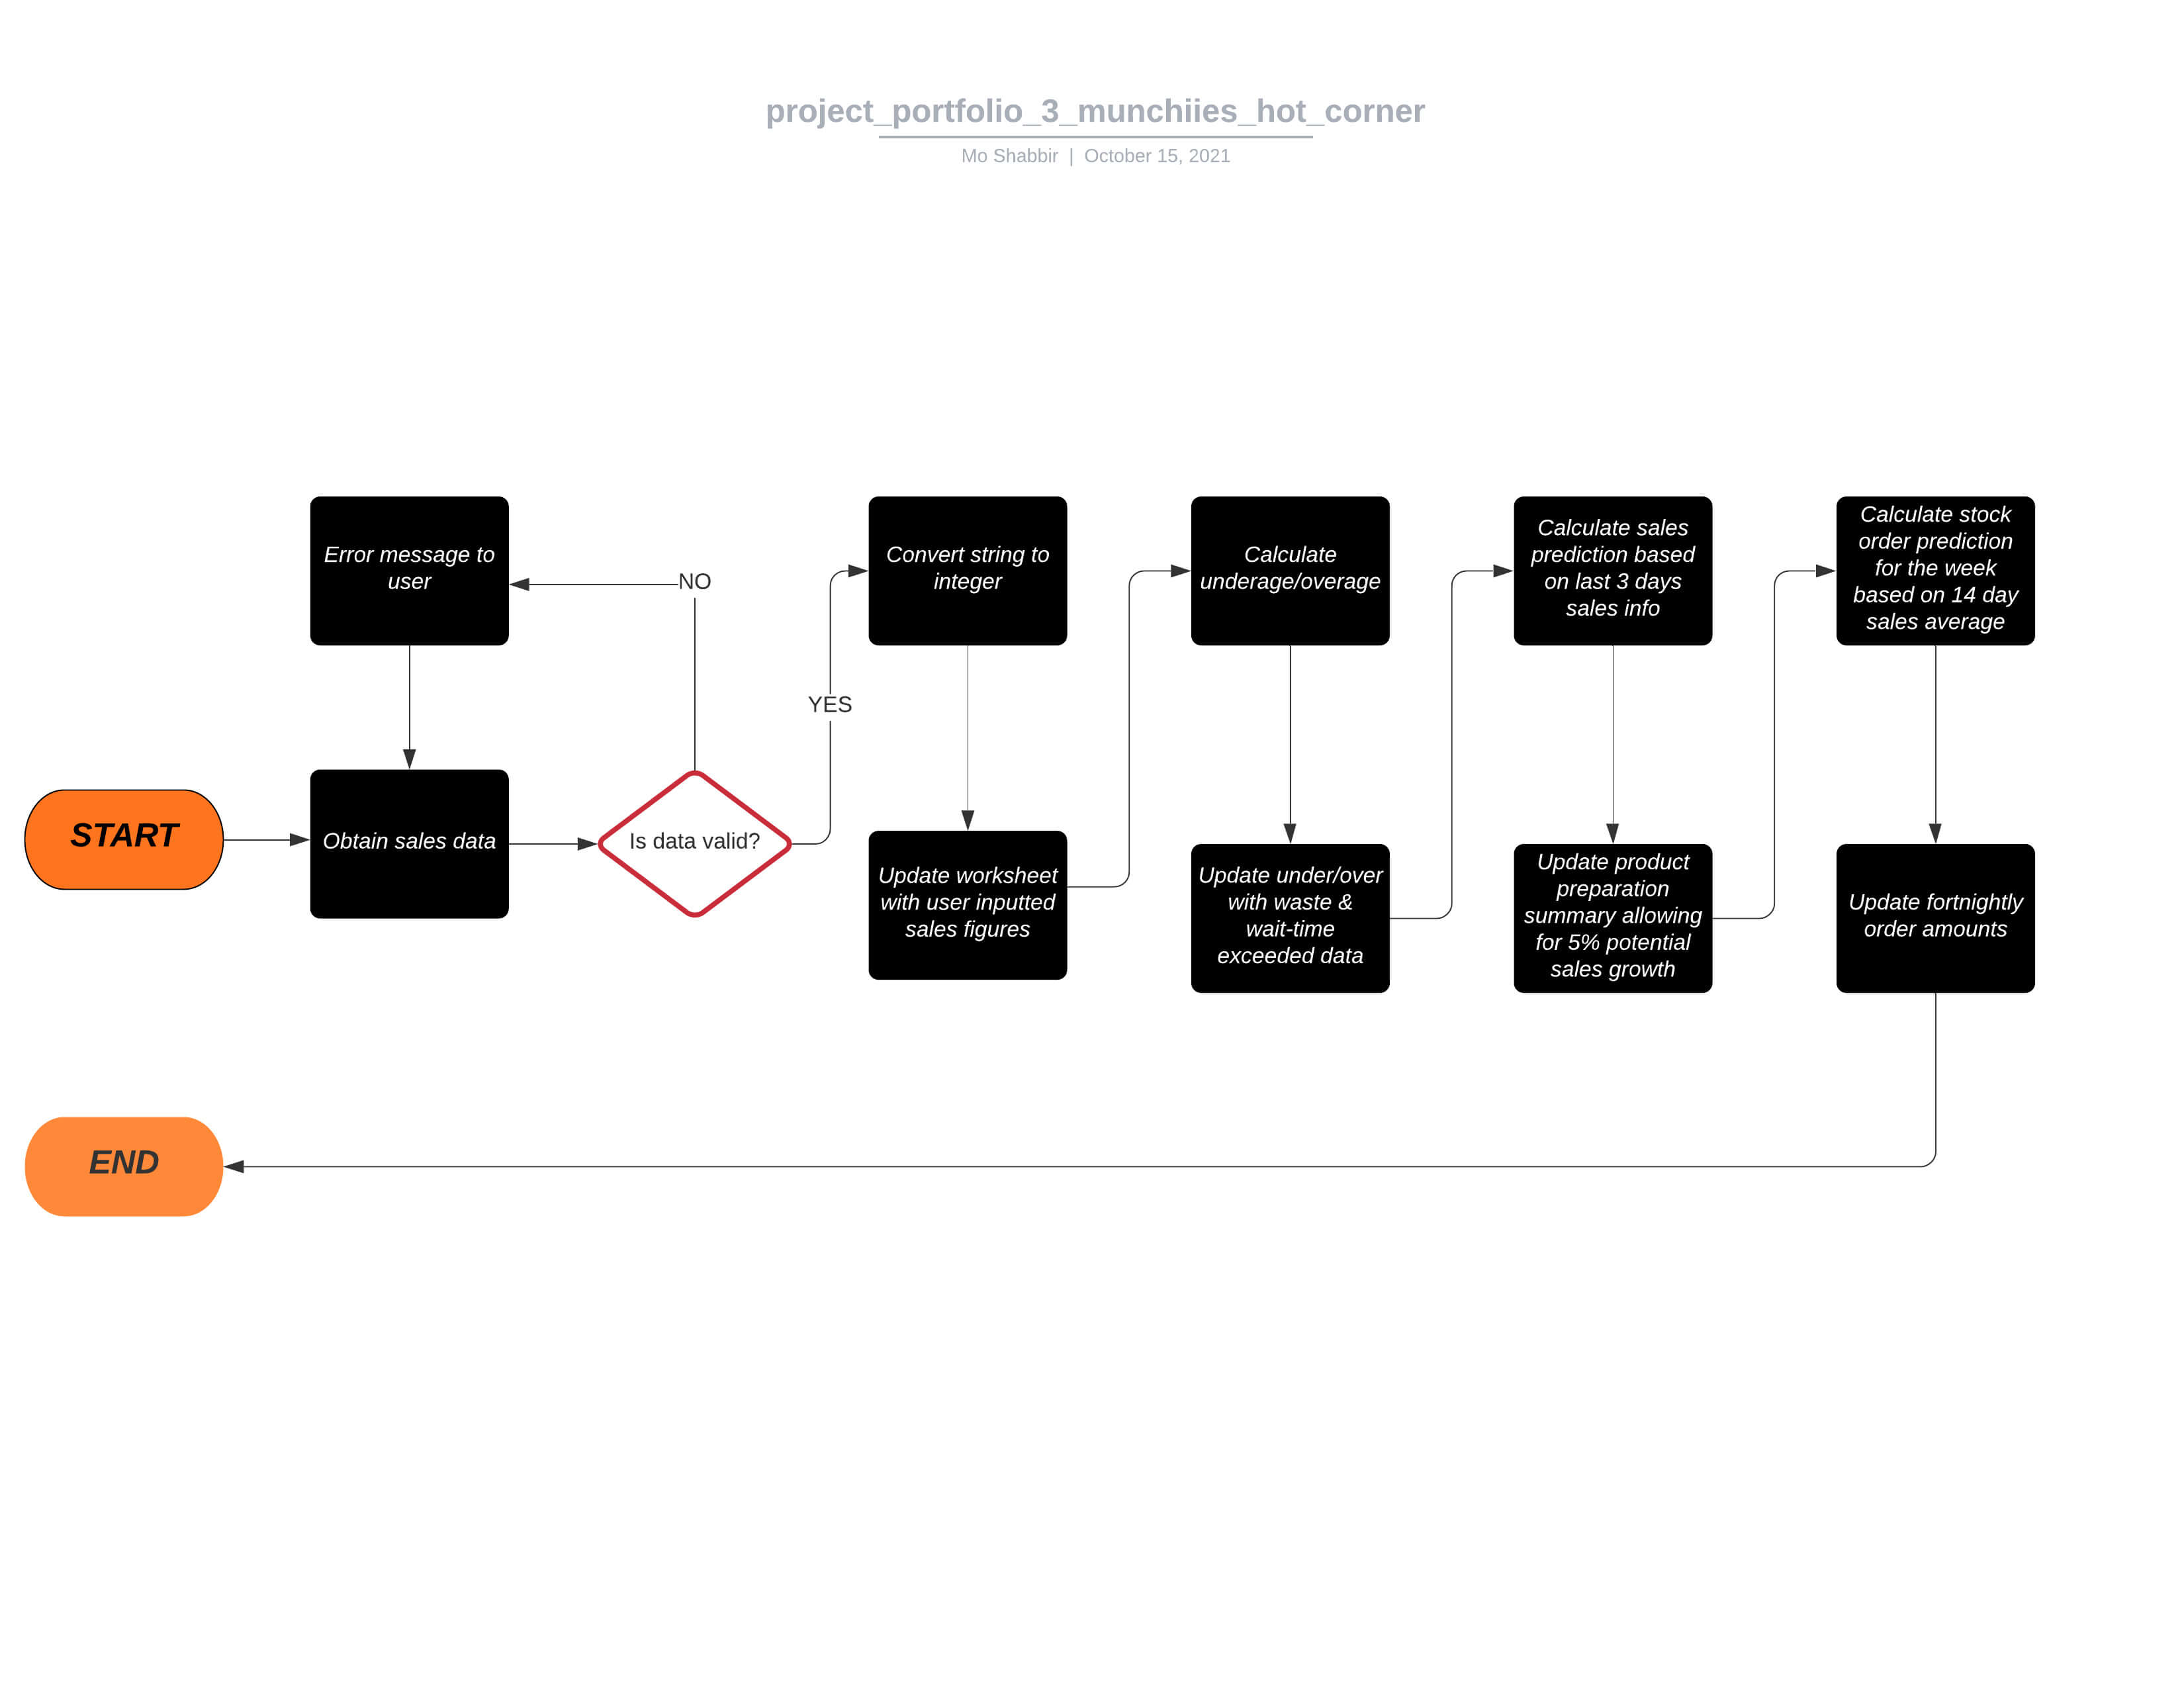 project_portfolio_3_munchiies_hot_corner
Mo Shabbir | October 15, 2021
START
Obtain sales data
Is data valid?
NO
Error message to
user
YES
Convert string to
integer
Update worksheet
with user inputted
sales figures
Calculate
underage/overage
Update under/over
with waste &
wait-time
exceeded data
Calculate sales
prediction based
on last 3 days
sales info
Update product
preparation
summary allowing
for 5% potential
sales growth
Calculate stock
order prediction
for the week
based on 14 day
sales average
Update fortnightly
order amounts
END